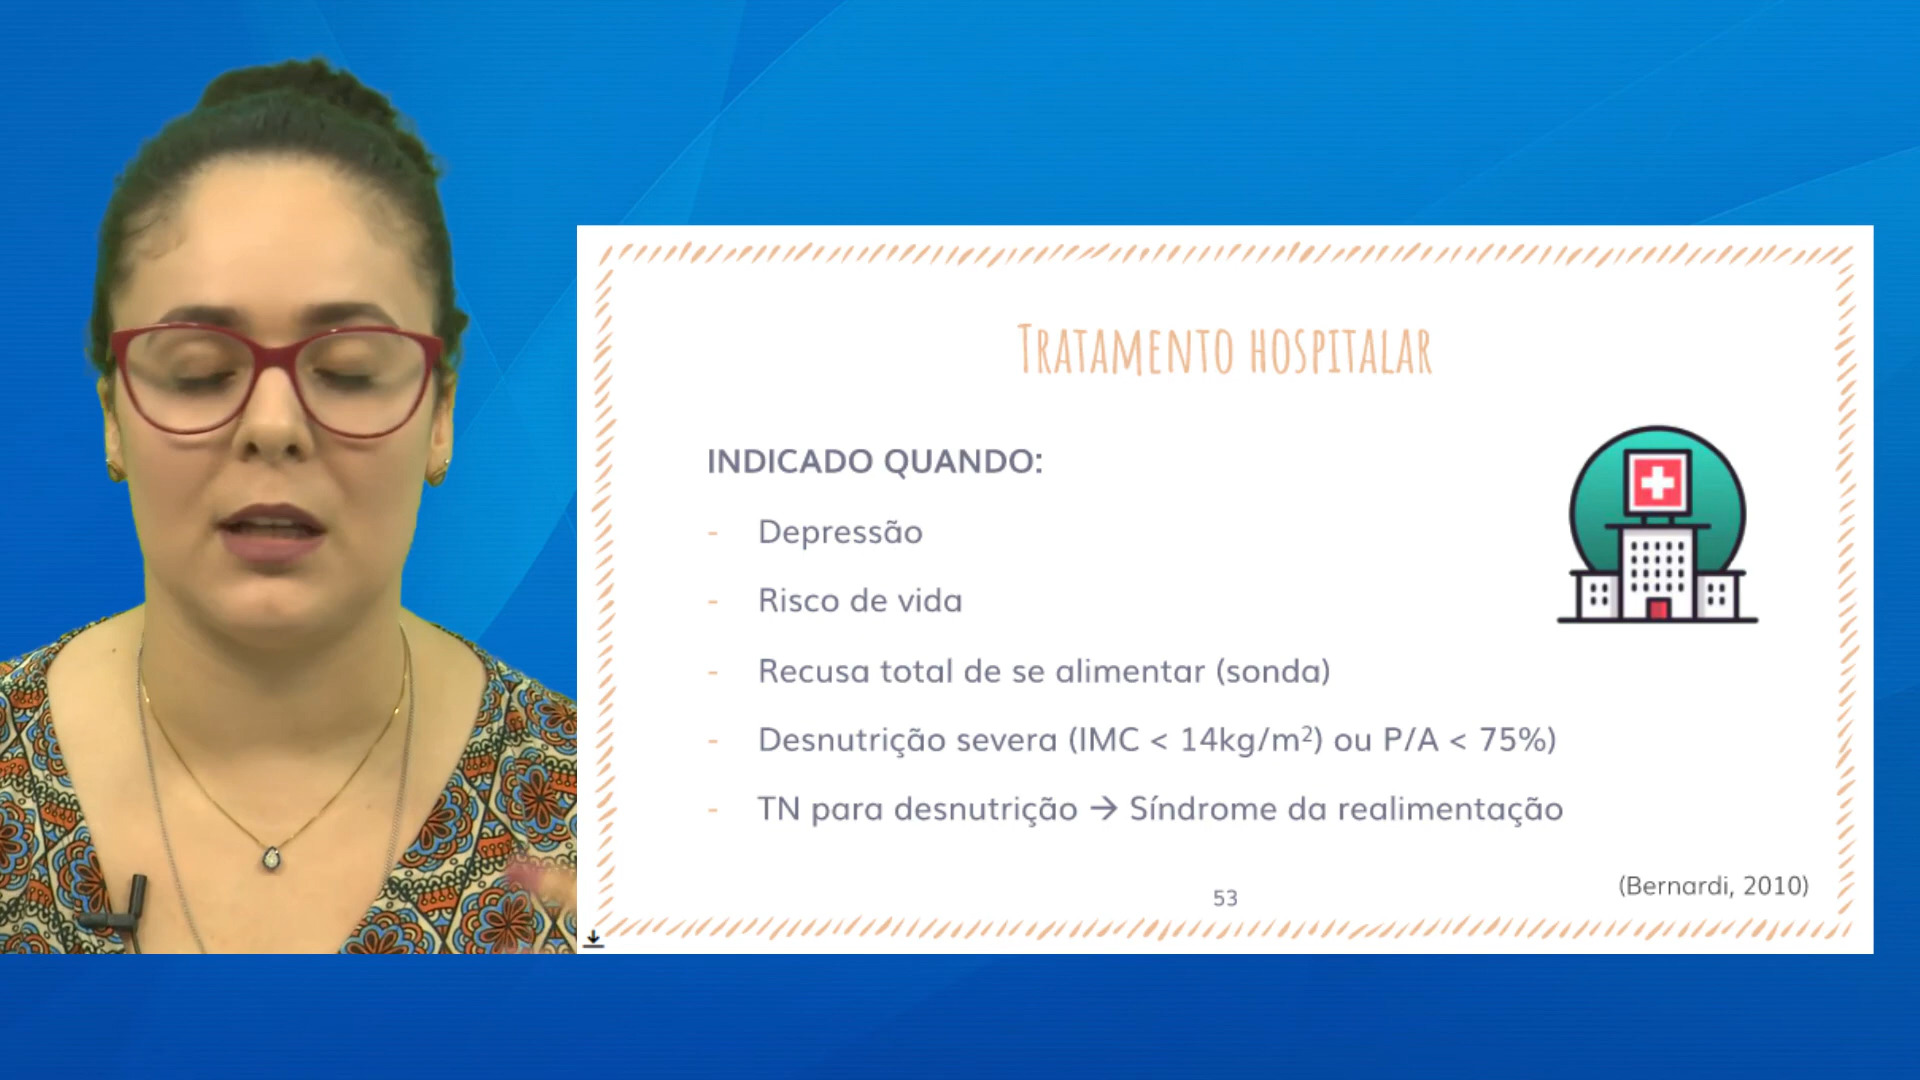 TRATAMENTO HOSPITALAR
INDICADO QUANDO:
- Depressão
- Risco de vida
- Recusa total de se alimentar (sonda)
- Desnutrição severa (IMC < 14kg/m²) ou P/A < 75%)
- TN para desnutrição → Síndrome da realimentação
(Bernardi, 2010)
53